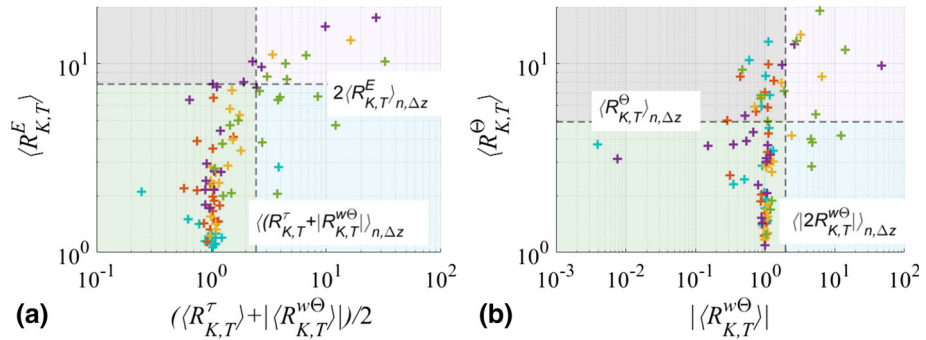 10¹
10⁰
⟨R^E_{K,T}⟩
2⟨R^E_{K,T}⟩_{n,Δz}
⟨(R^τ_{K,T}+|R^{wΘ}_{K,T}|⟩_{n,Δz}
10⁻¹ 10⁰ 10¹ 10²
(a) (⟨R^τ_{K,T}⟩+|⟨R^{wΘ}_{K,T}⟩|)/2
10¹
10⁰
⟨R^Θ_{K,T}⟩
⟨R^Θ_{K,T}⟩_{n,Δz}
⟨|2R^{wΘ}_{K,T}|⟩_{n,Δz}
10⁻³ 10⁻² 10⁻¹ 10⁰ 10¹ 10²
(b) |⟨R^{wΘ}_{K,T}⟩|